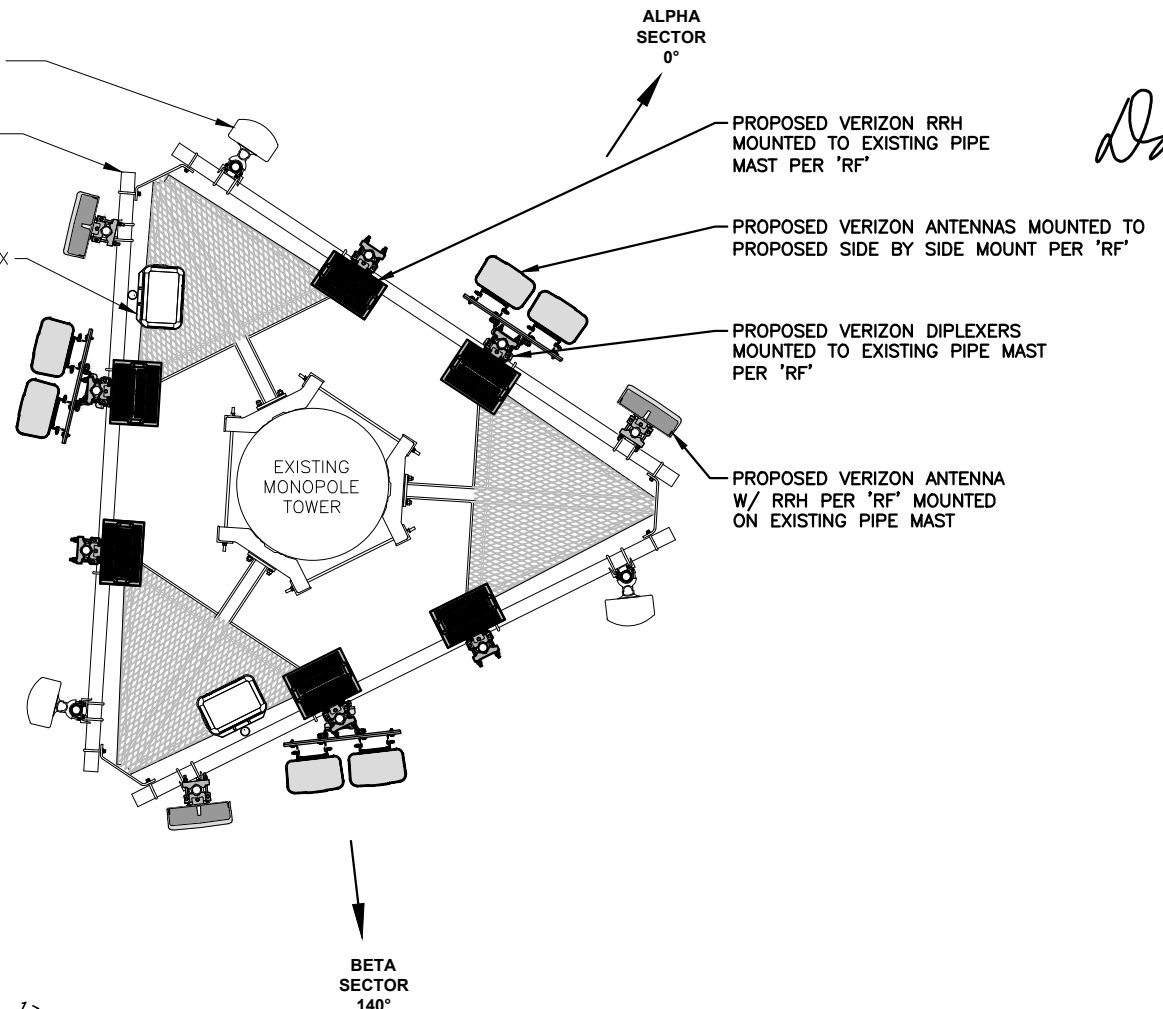 ALPHA
SECTOR
0°
PROPOSED VERIZON RRH
MOUNTED TO EXISTING PIPE
MAST PER 'RF'
PROPOSED VERIZON ANTENNAS MOUNTED TO
PROPOSED SIDE BY SIDE MOUNT PER 'RF'
X
PROPOSED VERIZON DIPLEXERS
MOUNTED TO EXISTING PIPE MAST
PER 'RF'
EXISTING
MONOPOLE
TOWER
PROPOSED VERIZON ANTENNA
W/ RRH PER 'RF' MOUNTED
ON EXISTING PIPE MAST
BETA
SECTOR
140°